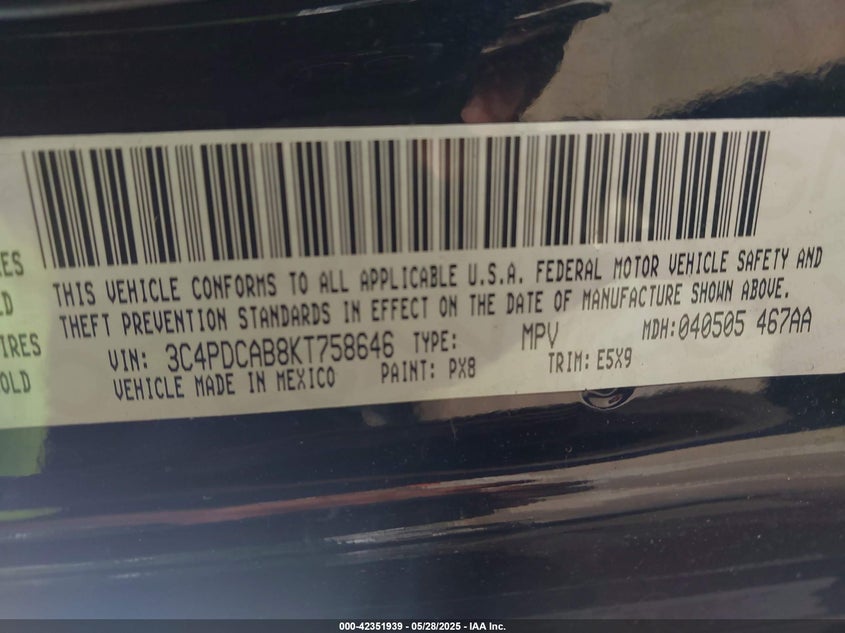 THIS VEHICLE CONFORMS TO ALL APPLICABLE U.S.A. FEDERAL MOTOR VEHICLE SAFETY AND
THEFT PREVENTION STANDARDS IN EFFECT ON THE DATE OF MANUFACTURE SHOWN ABOVE.
VIN: 3C4PDCAB8KT758646 TYPE: MPV MDH:040505 467AA
VEHICLE MADE IN MEXICO PAINT: PX8 TRIM: E5X9
000-42351939 - 05/28/2025 - IAA Inc.